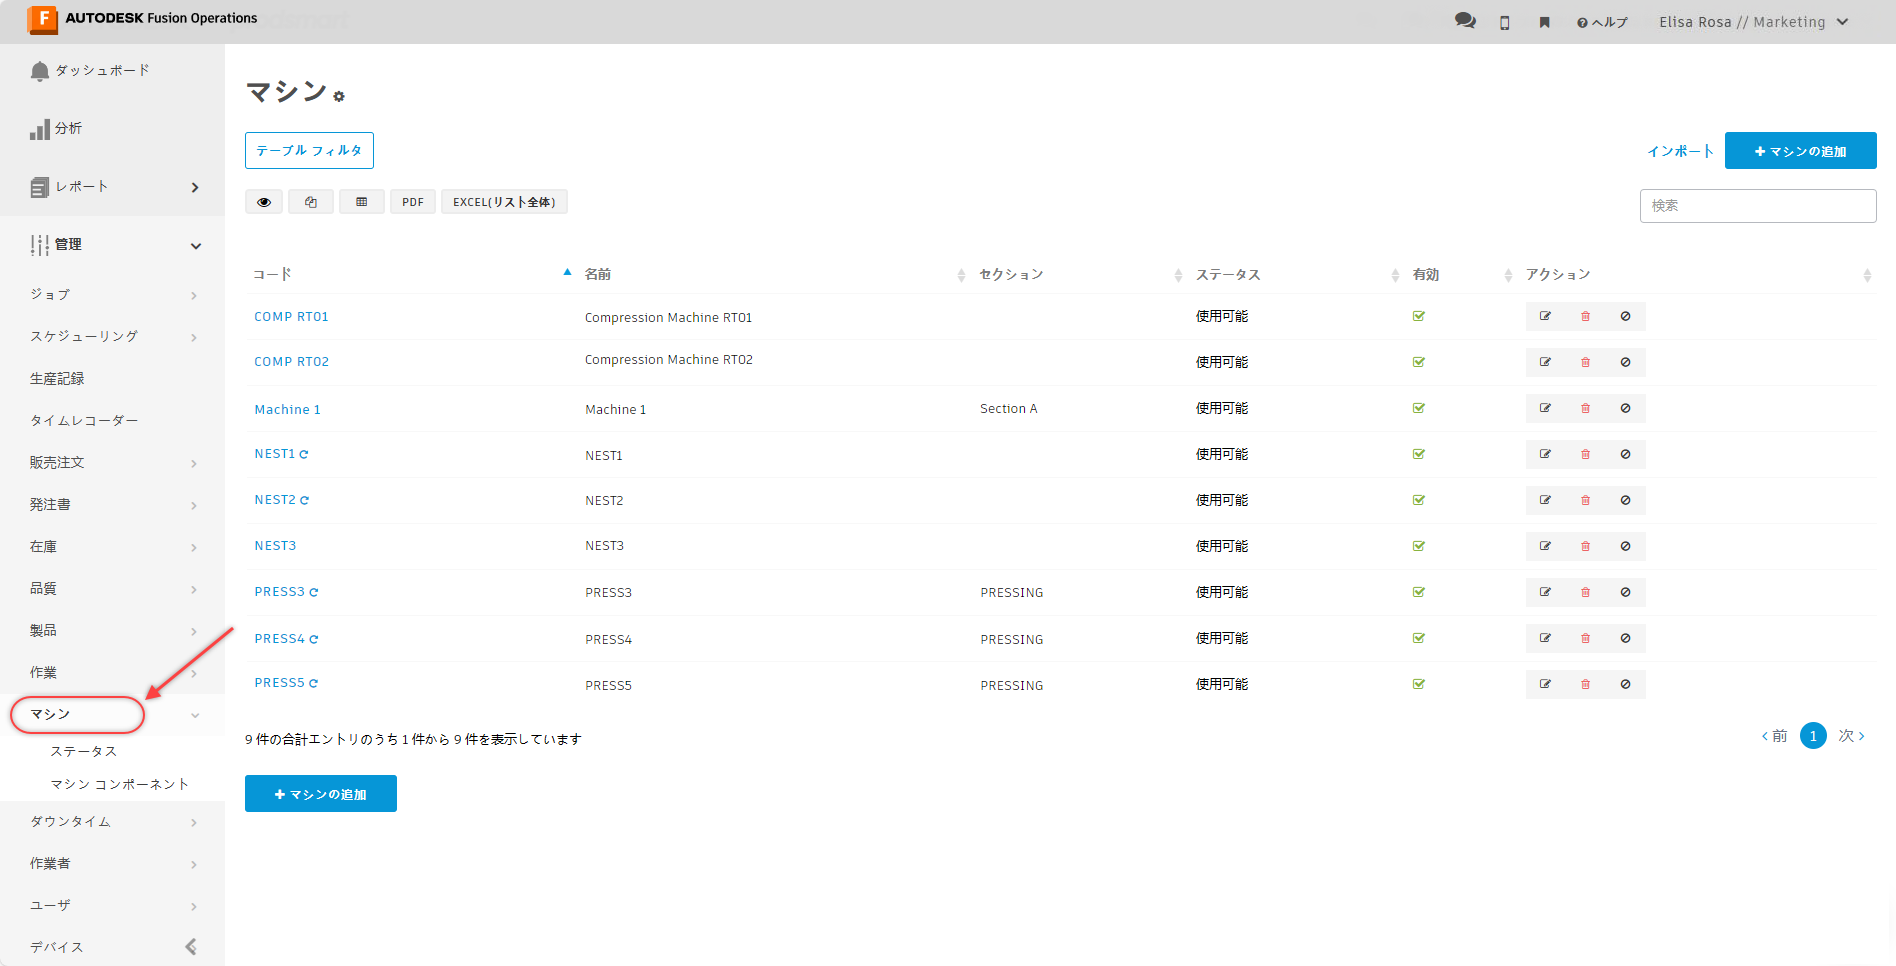 AUTODESK Fusion Operations
ヘルプ
Elisa Rosa // Marketing
ダッシュボード
分析
レポート
管理
ジョブ
スケジューリング
生産記録
タイムレコーダー
販売注文
発注書
在庫
品質
製品
作業
マシン
ステータス
マシン コンポーネント
ダウンタイム
作業者
ユーザ
デバイス
マシン
テーブル フィルタ
インポート
マシンの追加
PDF
EXCEL(リスト全体)
検索
コード 名前 セクション ステータス 有効 アクション
COMP RT01 Compression Machine RT01 使用可能
COMP RT02 Compression Machine RT02 使用可能
Machine 1 Machine 1 Section A 使用可能
NEST1 NEST1 使用可能
NEST2 NEST2 使用可能
NEST3 NEST3 使用可能
PRESS3 PRESS3 PRESSING 使用可能
PRESS4 PRESS4 PRESSING 使用可能
PRESS5 PRESS5 PRESSING 使用可能
9 件の合計エントリのうち 1 件から 9 件を表示しています
前 1 次
マシンの追加